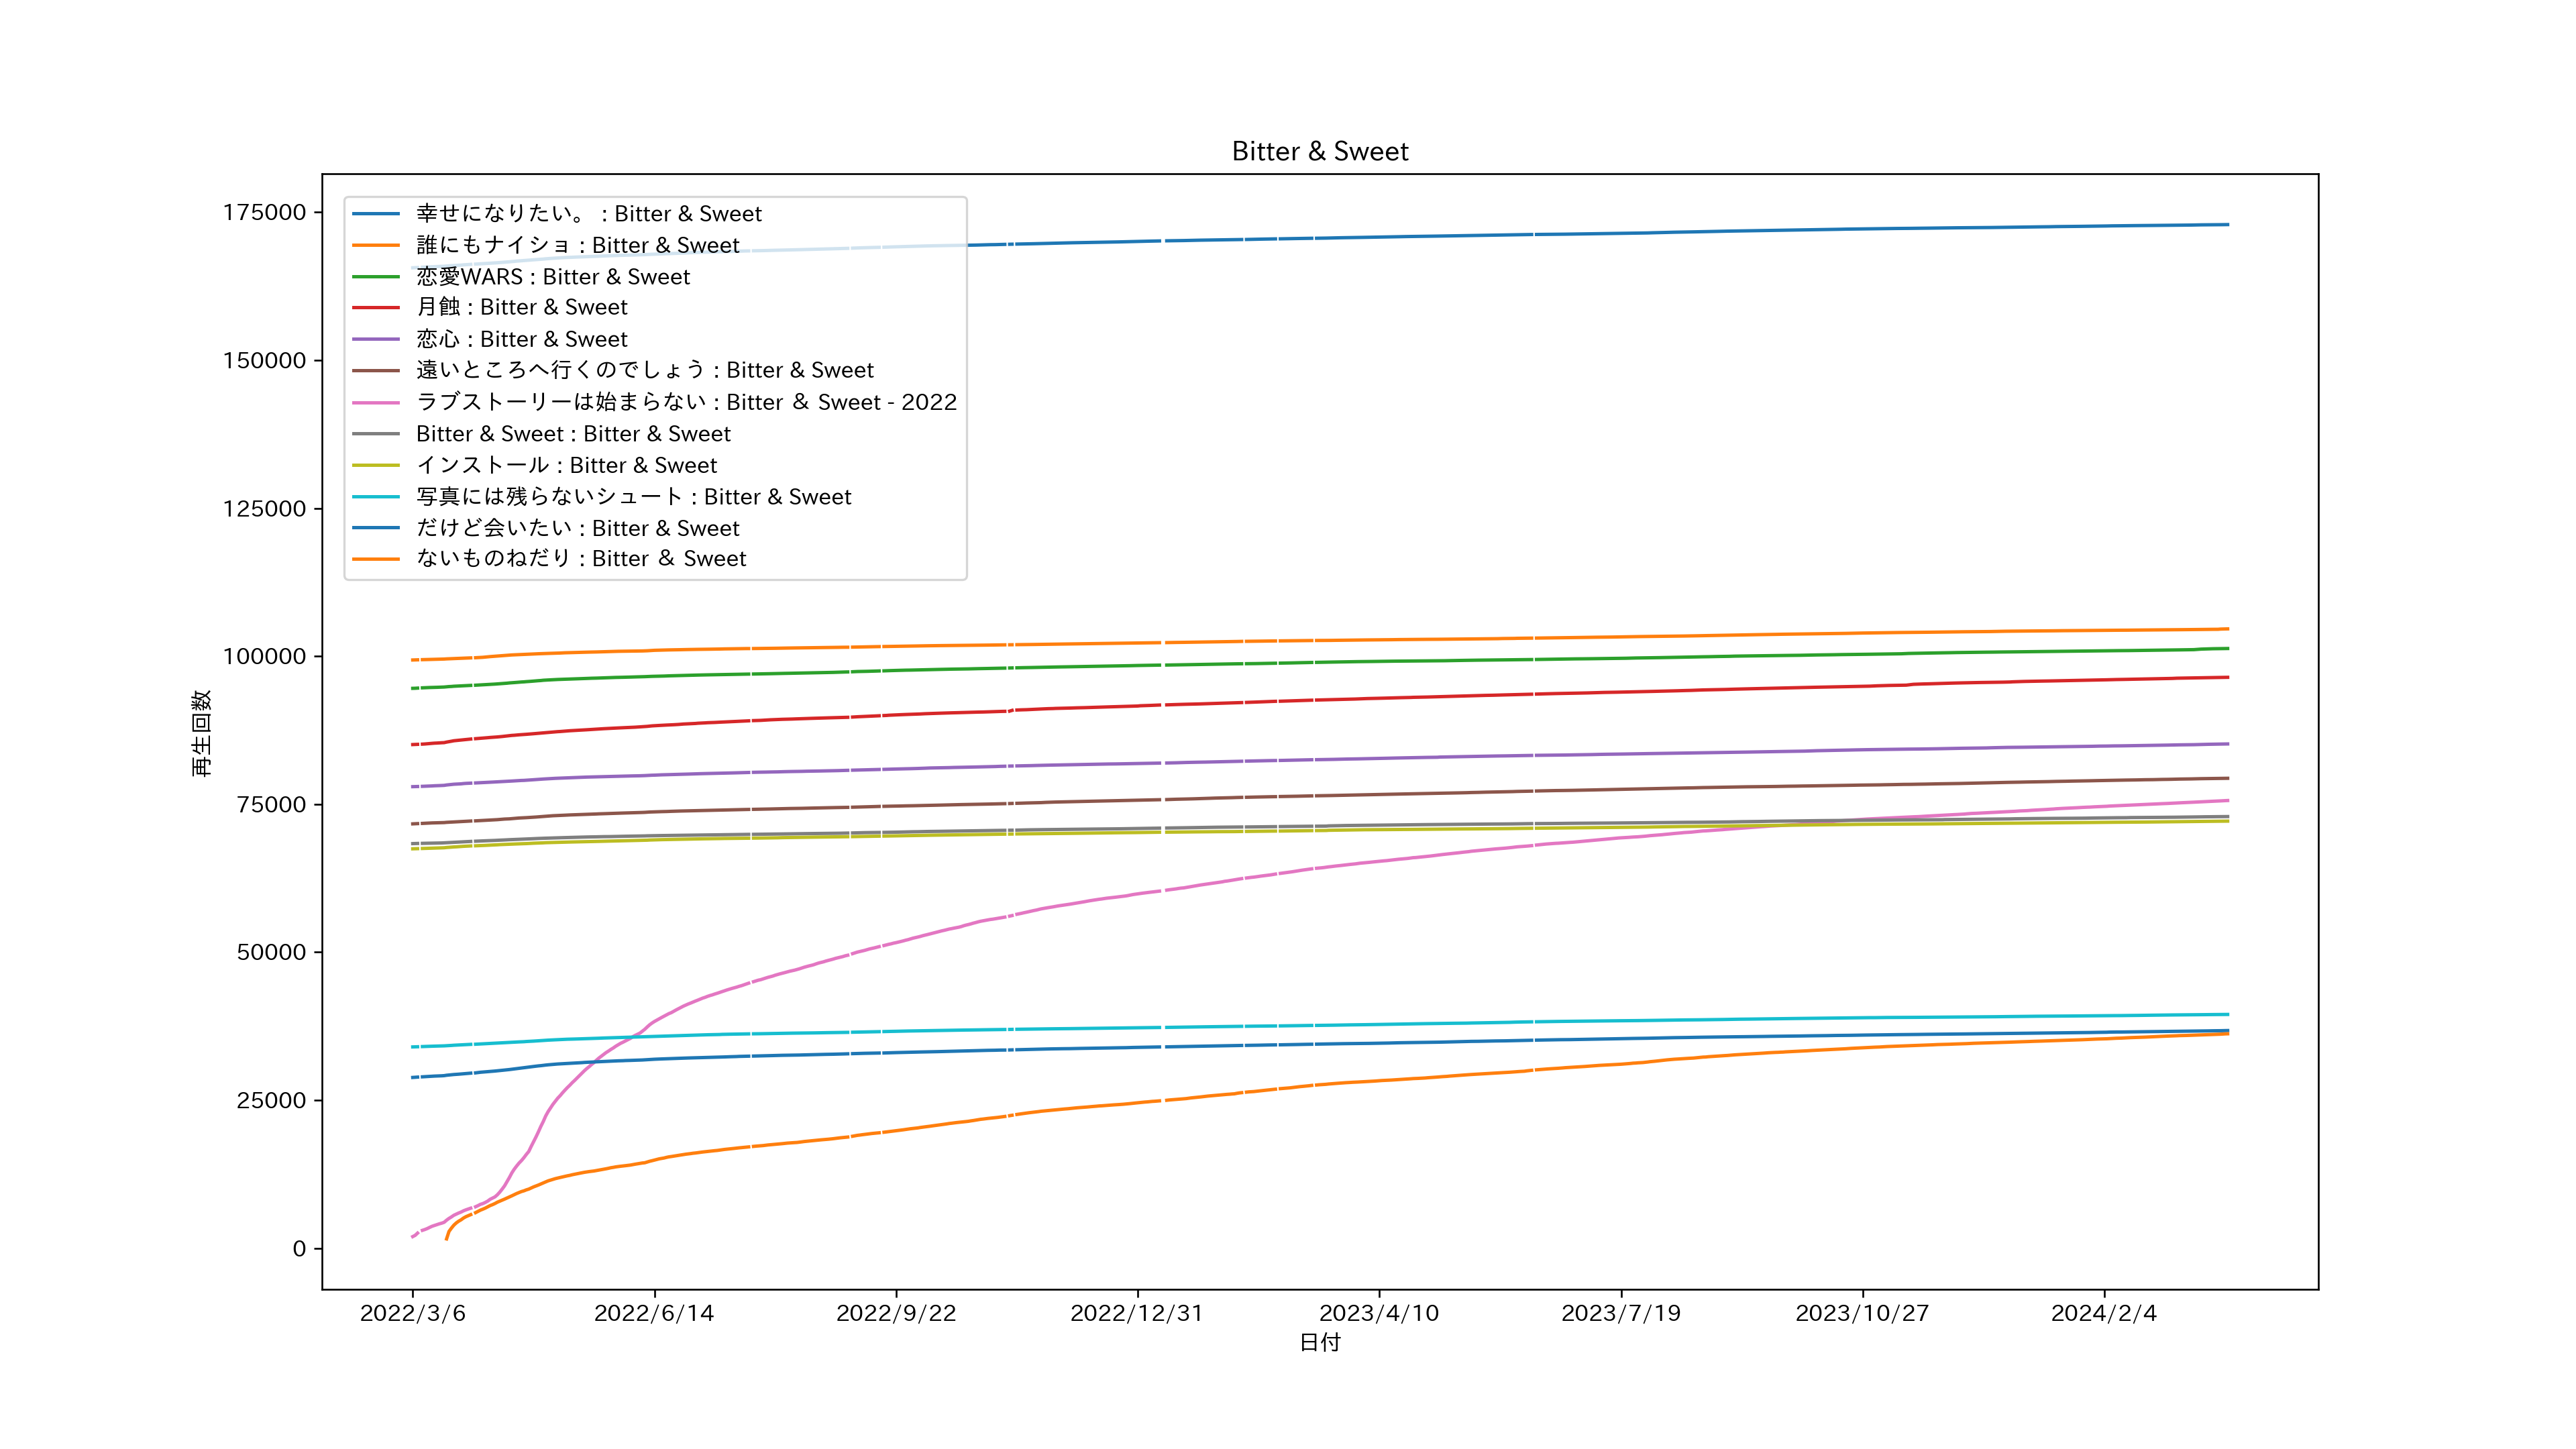 Bitter & Sweet
175000
150000
125000
100000
75000
50000
25000
0
再生回数
幸せになりたい。 : Bitter & Sweet
誰にもナイショ : Bitter & Sweet
恋愛WARS : Bitter & Sweet
月蝕 : Bitter & Sweet
恋心 : Bitter & Sweet
遠いところへ行くのでしょう : Bitter & Sweet
ラブストーリーは始まらない : Bitter ＆ Sweet - 2022
Bitter & Sweet : Bitter & Sweet
インストール : Bitter & Sweet
写真には残らないシュート : Bitter & Sweet
だけど会いたい : Bitter & Sweet
ないものねだり : Bitter ＆ Sweet
2022/3/6
2022/6/14
2022/9/22
2022/12/31
2023/4/10
2023/7/19
2023/10/27
2024/2/4
日付